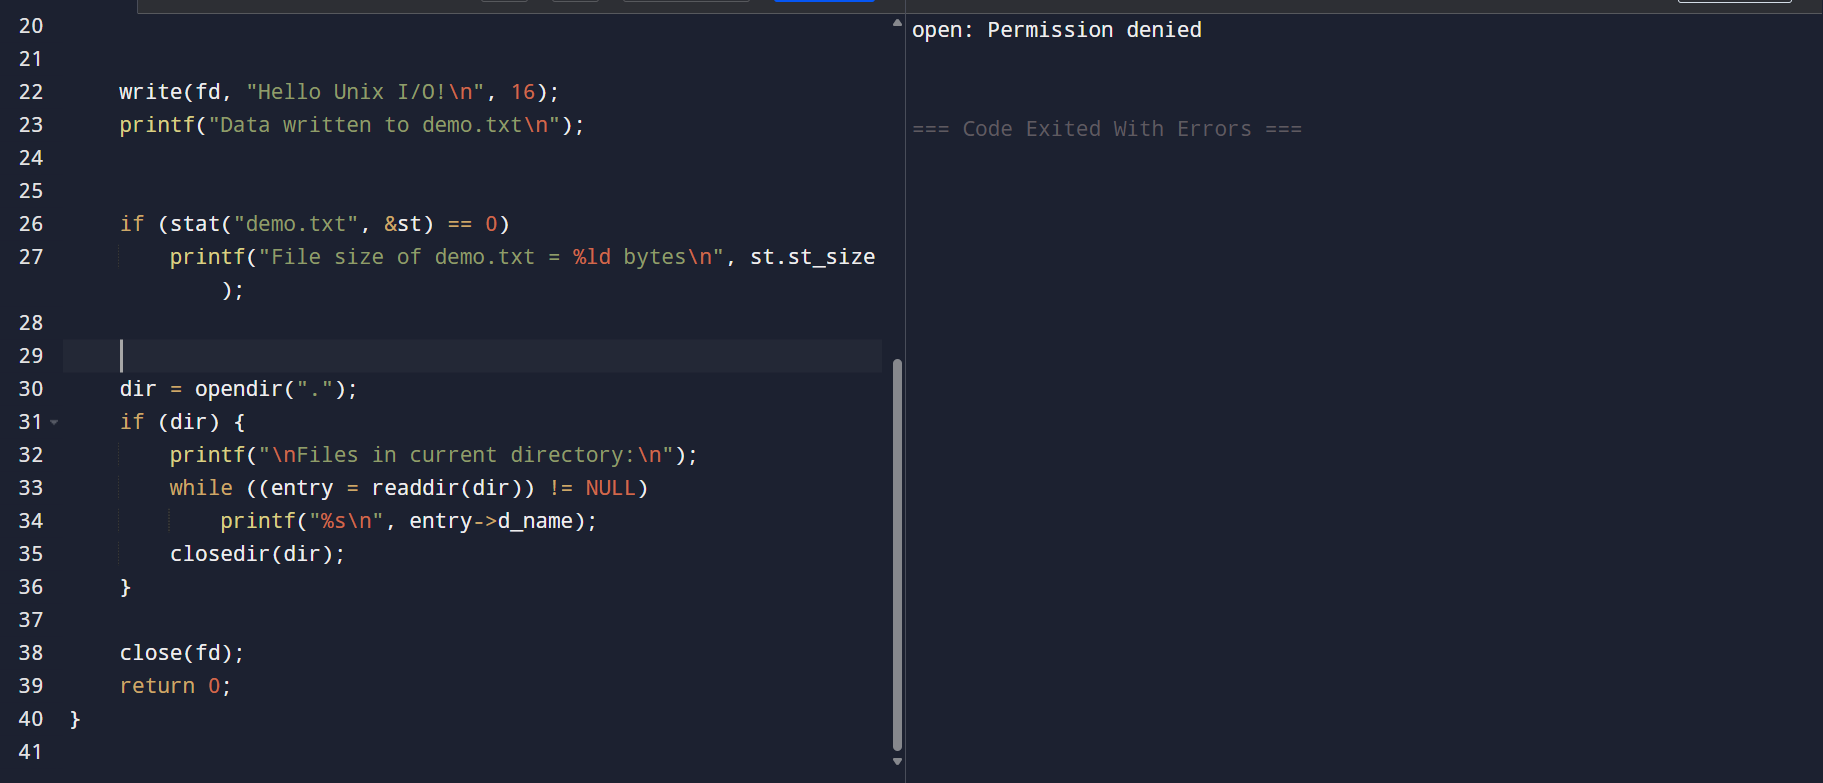 20
21
22 write(fd, "Hello Unix I/O!\n", 16);
23 printf("Data written to demo.txt\n");
24
25
26 if (stat("demo.txt", &st) == 0)
27 printf("File size of demo.txt = %ld bytes\n", st.st_size
);
28
29
30 dir = opendir(".");
31 if (dir) {
32 printf("\nFiles in current directory:\n");
33 while ((entry = readdir(dir)) != NULL)
34 printf("%s\n", entry->d_name);
35 closedir(dir);
36 }
37
38 close(fd);
39 return 0;
40 }
41
open: Permission denied
=== Code Exited With Errors ===